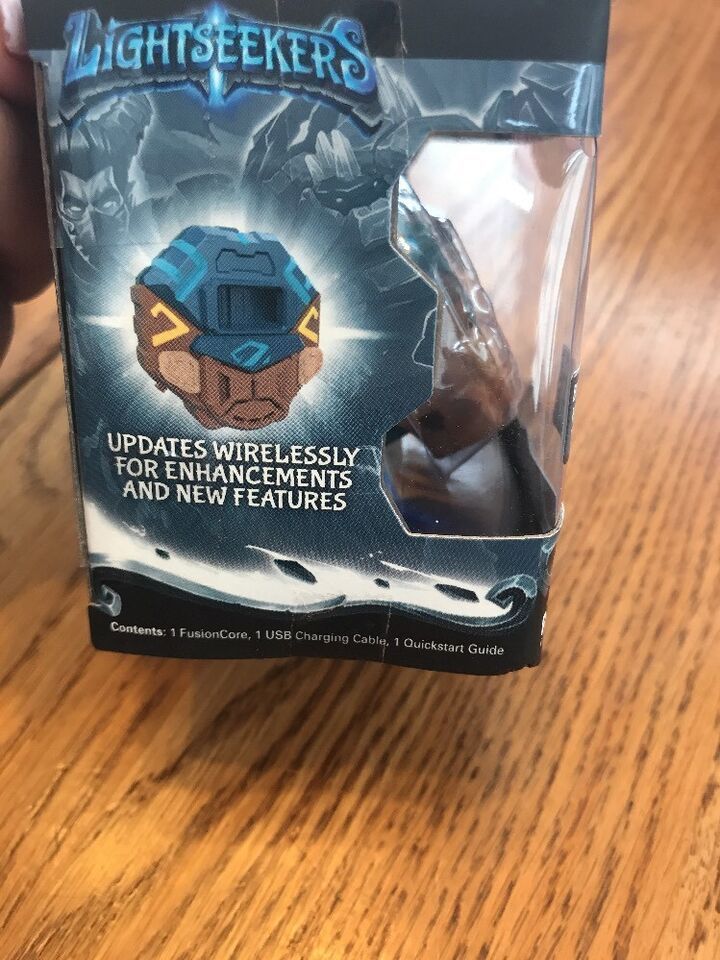 LIGHTSEEKERS
UPDATES WIRELESSLY
FOR ENHANCEMENTS
AND NEW FEATURES
Contents: 1 FusionCore, 1 USB Charging Cable, 1 Quickstart Guide